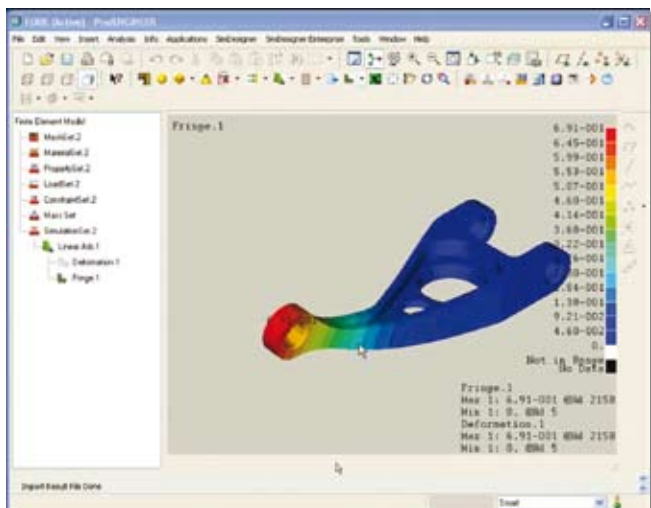 File Edit View Insert Analysis Info Applications SimDesigner SimDesigner Enterprise Tools Window Help
Finite Element Model
MeshSet.2
MaterialSet.2
PropertySet.2
LoadSet.2
ConstraintSet.2
Mass Set
SimulationSet.2
Linear Job.1
Deformation.1
Fringe.1
Fringe.1
6.91-001
6.45-001
5.99-001
5.53-001
5.07-001
4.60-001
4.14-001
3.68-001
1.38-001
9.21-002
4.60-002
0.
Not in Range
No Data
Fringe.1
Max 1: 6.91-001 @Nd 2158
Min 1: 0. @Nd 5
Deformation.1
Max 1: 6.91-001 @Nd 2158
Min 1: 0. @Nd 5
Import Result File Done
Smart